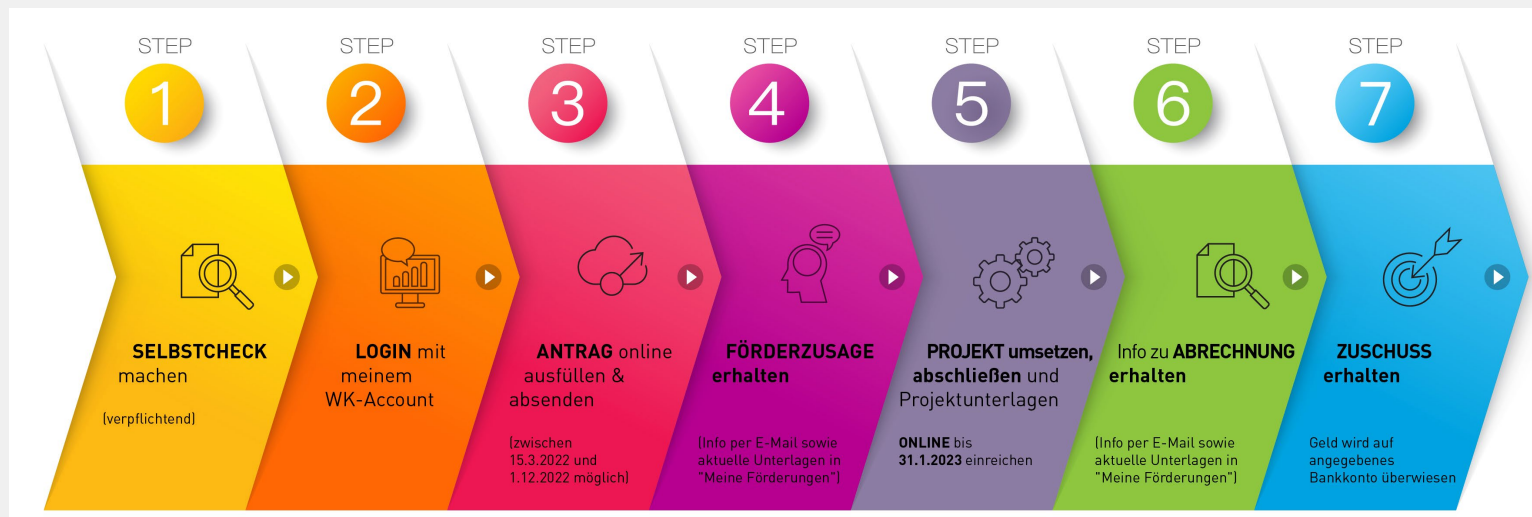 STEP
1
SELBSTCHECK
machen
(verpflichtend)
STEP
2
LOGIN mit
meinem
WK-Account
STEP
3
ANTRAG online
ausfüllen &
absenden
(zwischen
15.3.2022 und
1.12.2022 möglich)
STEP
4
FÖRDERZUSAGE
erhalten
(Info per E-Mail sowie
aktuelle Unterlagen in
"Meine Förderungen")
STEP
5
PROJEKT umsetzen,
abschließen und
Projektunterlagen
ONLINE bis
31.1.2023 einreichen
STEP
6
Info zu ABRECHNUNG
erhalten
(Info per E-Mail sowie
aktuelle Unterlagen in
"Meine Förderungen")
STEP
7
ZUSCHUSS
erhalten
Geld wird auf
angegebenes
Bankkonto überwiesen